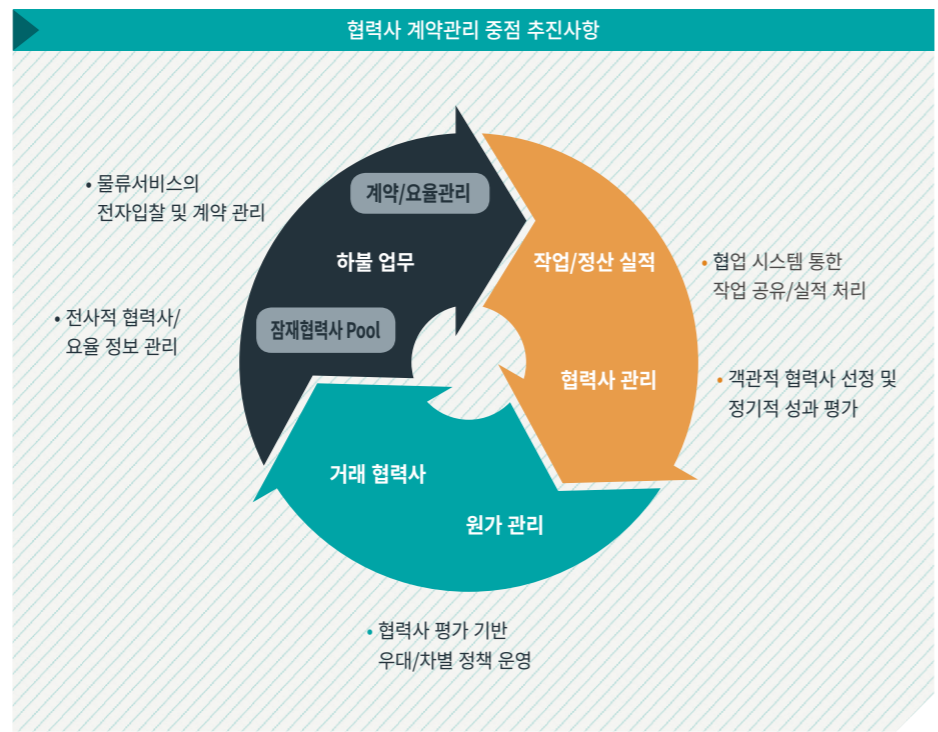 협력사 계약관리 중점 추진사항
• 물류서비스의
전자입찰 및 계약 관리
• 전사적 협력사/
요율 정보 관리
계약/요율관리
하불 업무
잠재협력사 Pool
작업/정산 실적
협력사 관리
• 협업 시스템 통한
작업 공유/실적 처리
• 객관적 협력사 선정 및
정기적 성과 평가
거래 협력사
원가 관리
• 협력사 평가 기반
우대/차별 정책 운영